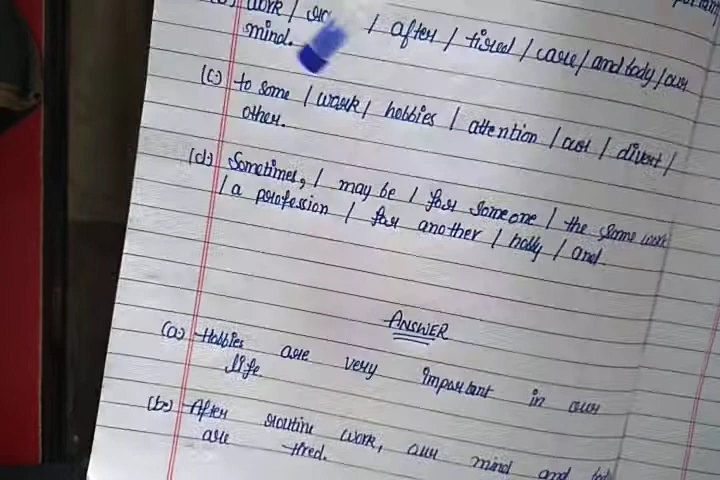 work / / after / tired / care / and body / our
mind.
(c) to some / work / hobbies / attention / our / divert /
other.
(d) Sometimes, / may be / for someone / the same work
/ a profession / for another / hobby / and
ANSWER
(a) Hobbies are very important in our
life
(b) After routine work, our mind and
are tired.